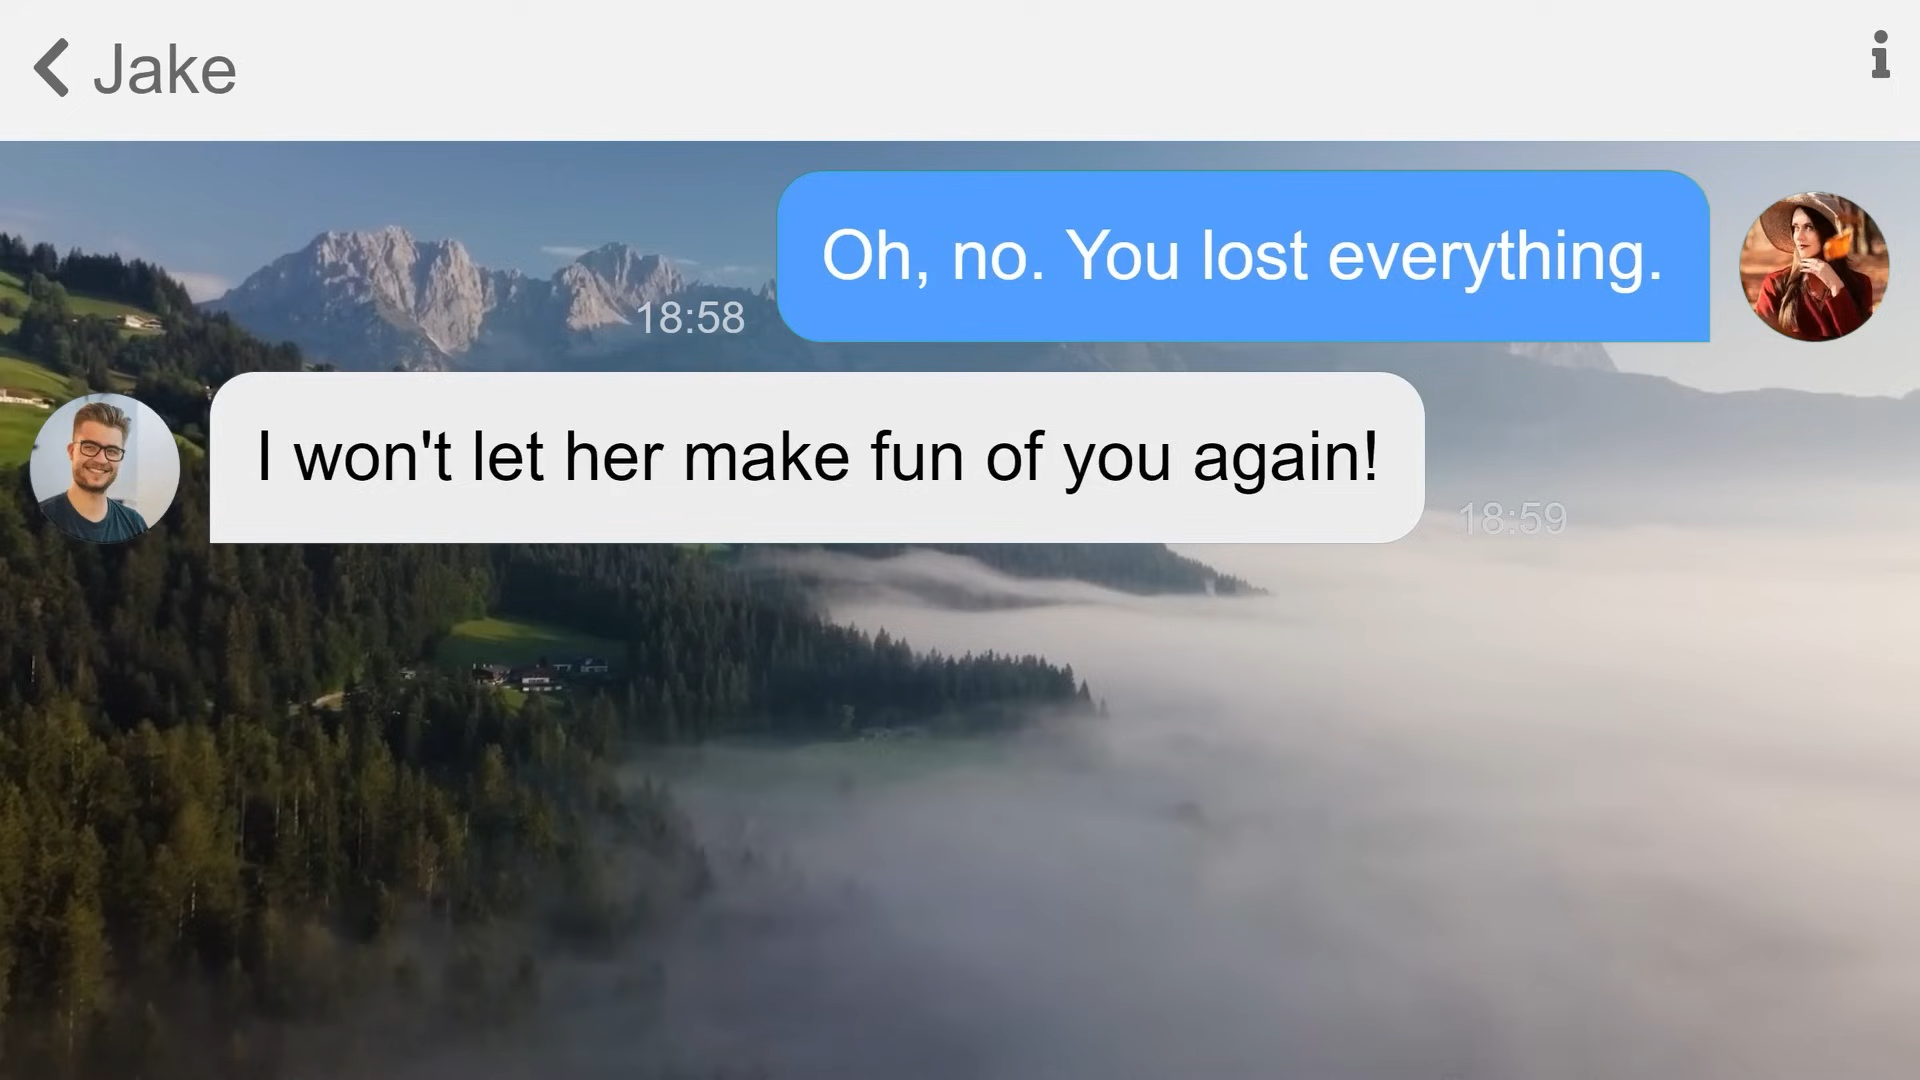 Jake
Oh, no. You lost everything.
18:58
I won't let her make fun of you again!
18:59